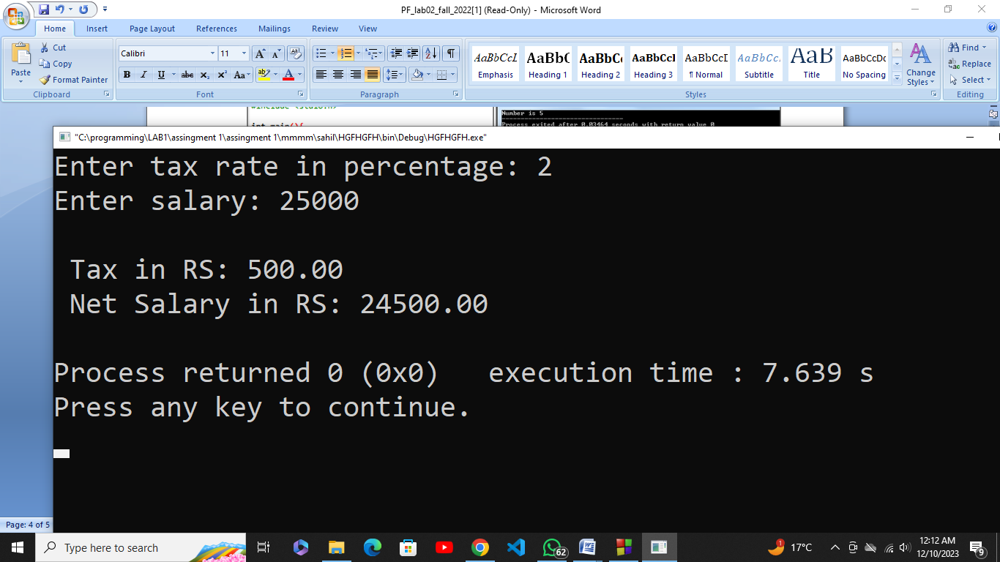 PF_lab02_fall_2022[1] (Read-Only) - Microsoft Word
Home Insert Page Layout References Mailings Review View
Paste
Cut
Copy
Format Painter
Clipboard
Calibri 11
B I U abc x₂ x² Aa
Font
Paragraph
AaBbCcI AaBbC AaBbCc AaBbCcI AaBbCcI AaBbCc. AaB AaBbCcDc
Emphasis Heading 1 Heading 2 Heading 3 ¶ Normal Subtitle Title No Spacing
Change Styles
Styles
Find
Replace
Select
Editing
#include <stdio.h>
int main(){
Number is 5
--------------------------------
Process exited after 0.03464 seconds with return value 0
"C:\programming\LAB1\assingment 1\assingment 1\mmmm\sahil\HGFHGFH\bin\Debug\HGFHGFH.exe"
Enter tax rate in percentage: 2
Enter salary: 25000
Tax in RS: 500.00
Net Salary in RS: 24500.00
Process returned 0 (0x0)   execution time : 7.639 s
Press any key to continue.
Page: 4 of 5
Type here to search
62
1
17°C
12:12 AM
12/10/2023
9